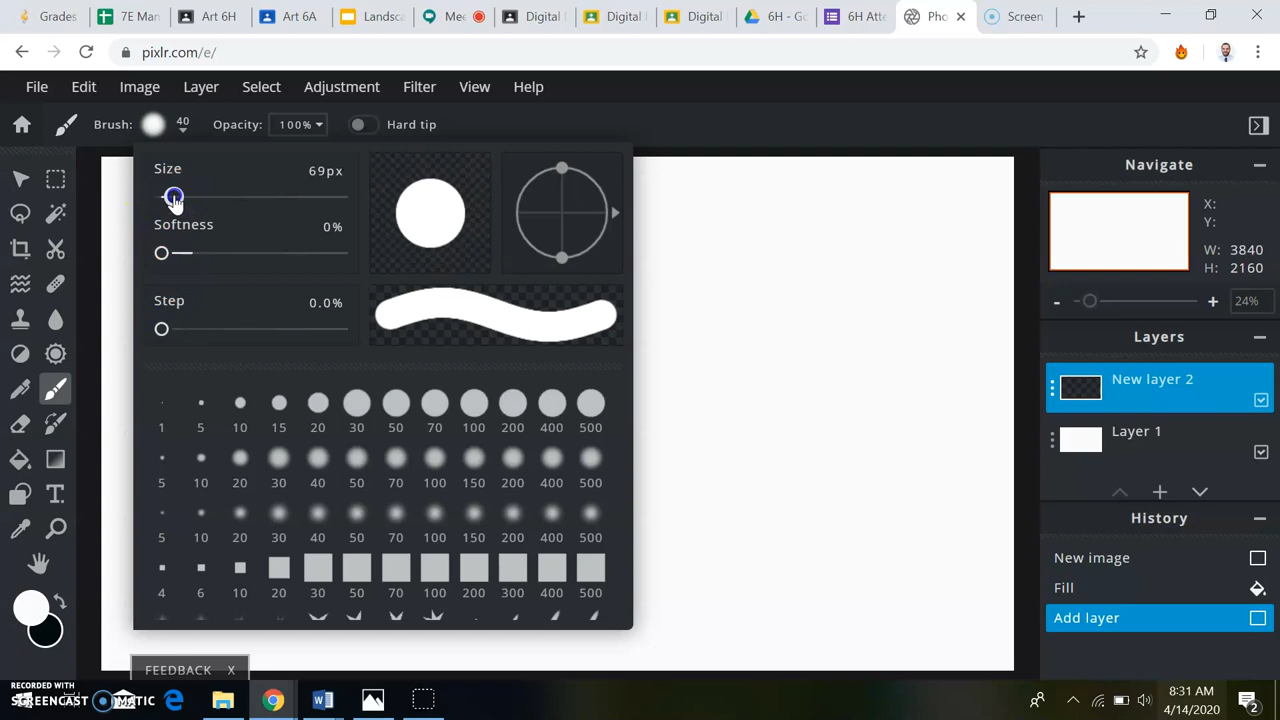 Grades
7: Man
Art 6H
Art 6A
Landsc
Mee
Digital
Digital
Digital
6H - G
6H Atte
Pho
Screen
pixlr.com/e/
File Edit Image Layer Select Adjustment Filter View Help
Brush: 40 Opacity: 100% Hard tip
Size 69px
Softness 0%
Step 0.0%
1 5 10 15 20 30 50 70 100 200 400 500
5 10 20 30 40 50 70 100 150 200 400 500
5 10 20 30 40 50 70 100 150 200 400 500
4 6 10 20 30 50 70 100 200 300 400 500
FEEDBACK X
Navigate
X:
Y:
W: 3840
H: 2160
- + 24%
Layers
New layer 2
Layer 1
History
New image
Fill
Add layer
RECORDED WITH
SCREENCAST MATIC
8:31 AM
4/14/2020
2